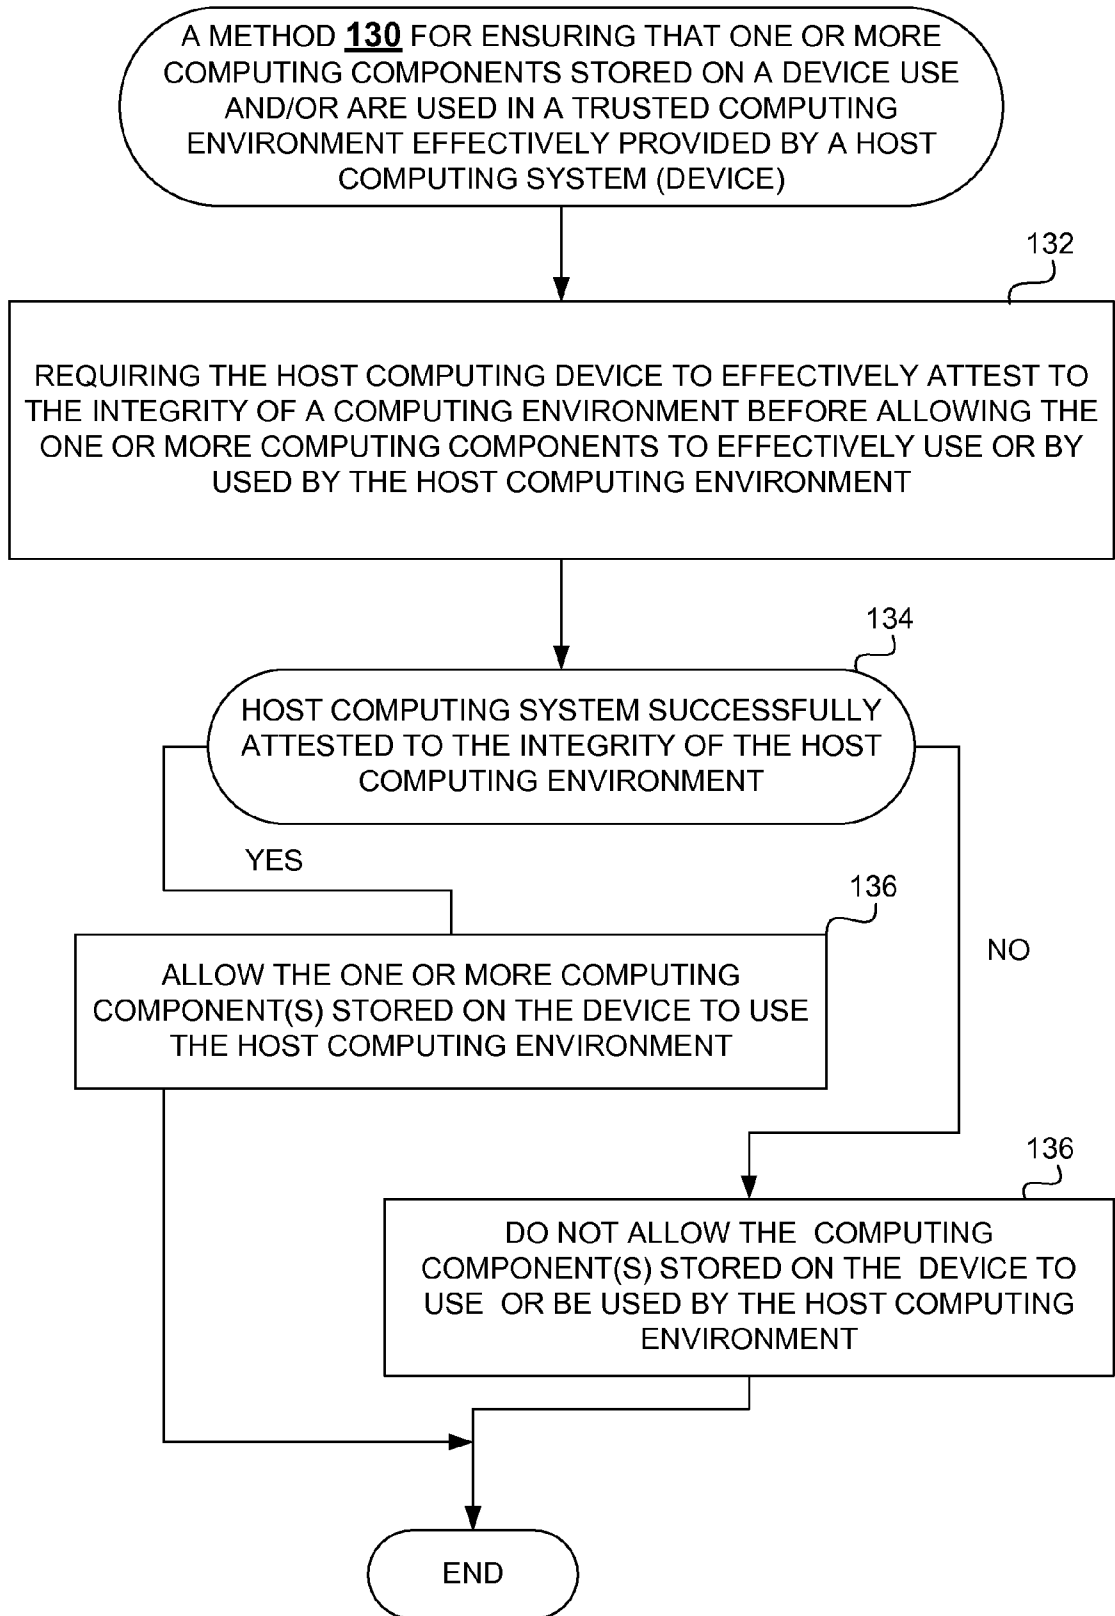 A METHOD 130 FOR ENSURING THAT ONE OR MORE
COMPUTING COMPONENTS STORED ON A DEVICE USE
AND/OR ARE USED IN A TRUSTED COMPUTING
ENVIRONMENT EFFECTIVELY PROVIDED BY A HOST
COMPUTING SYSTEM (DEVICE)
132
REQUIRING THE HOST COMPUTING DEVICE TO EFFECTIVELY ATTEST TO
THE INTEGRITY OF A COMPUTING ENVIRONMENT BEFORE ALLOWING THE
ONE OR MORE COMPUTING COMPONENTS TO EFFECTIVELY USE OR BY
USED BY THE HOST COMPUTING ENVIRONMENT
134
HOST COMPUTING SYSTEM SUCCESSFULLY
ATTESTED TO THE INTEGRITY OF THE HOST
COMPUTING ENVIRONMENT
YES
136
NO
ALLOW THE ONE OR MORE COMPUTING
COMPONENT(S) STORED ON THE DEVICE TO USE
THE HOST COMPUTING ENVIRONMENT
136
DO NOT ALLOW THE COMPUTING
COMPONENT(S) STORED ON THE DEVICE TO
USE OR BE USED BY THE HOST COMPUTING
ENVIRONMENT
END